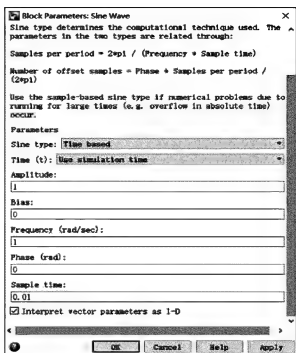 Block Parameters: Sine Wave
Sine type determines the computational technique used. The
parameters in the two types are related through:
Samples per period = 2*pi / (Frequency * Sample time)
Number of offset samples = Phase * Samples per period /
(2*pi)
Use the sample-based sine type if numerical problems due to
running for large times (e.g. overflow in absolute time)
occur.
Parameters
Sine type: Time based
Time (t): Use simulation time
Amplitude:
1
Bias:
0
Frequency (rad/sec):
1
Phase (rad):
0
Sample time:
0.01
Interpret vector parameters as 1-D
OK Cancel Help Apply